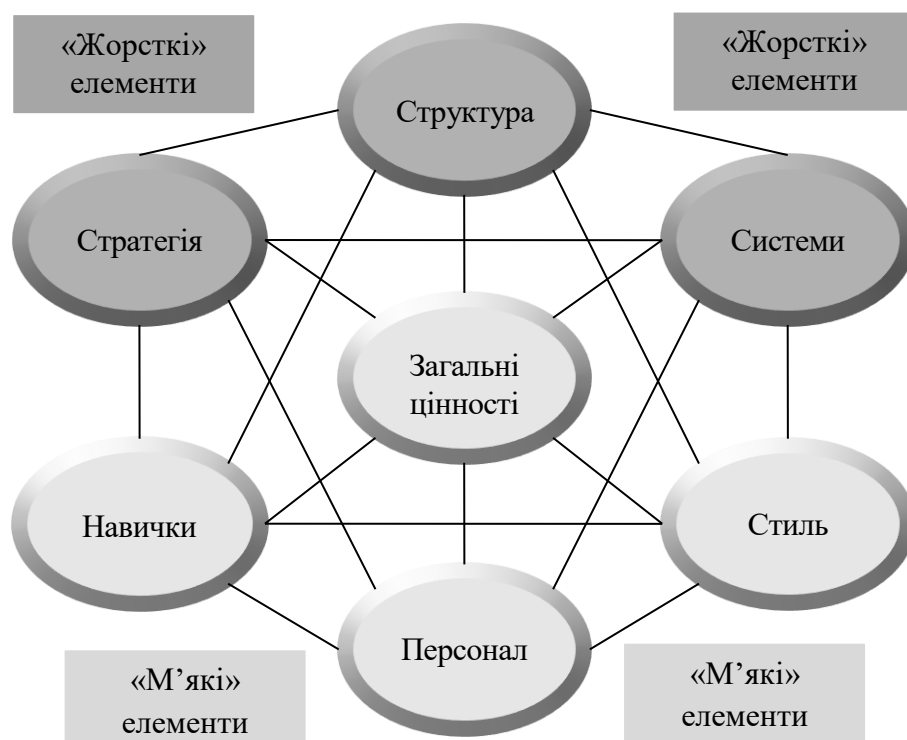 «Жорсткі»
елементи
«Жорсткі»
елементи
Структура
Стратегія
Системи
Загальні
цінності
Навички
Стиль
Персонал
«М’які»
елементи
«М’які»
елементи